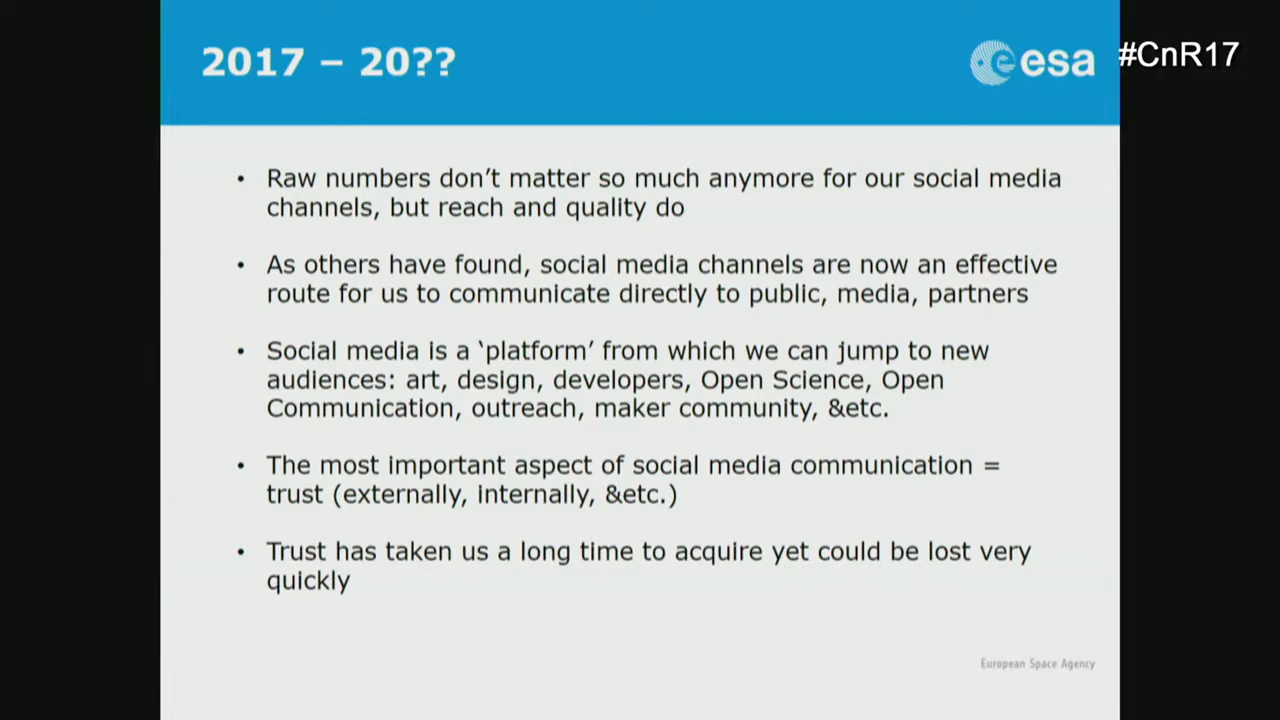 2017 – 20??
esa
#CnR17
• Raw numbers don’t matter so much anymore for our social media
channels, but reach and quality do
• As others have found, social media channels are now an effective
route for us to communicate directly to public, media, partners
• Social media is a ‘platform’ from which we can jump to new
audiences: art, design, developers, Open Science, Open
Communication, outreach, maker community, &etc.
• The most important aspect of social media communication =
trust (externally, internally, &etc.)
• Trust has taken us a long time to acquire yet could be lost very
quickly
European Space Agency